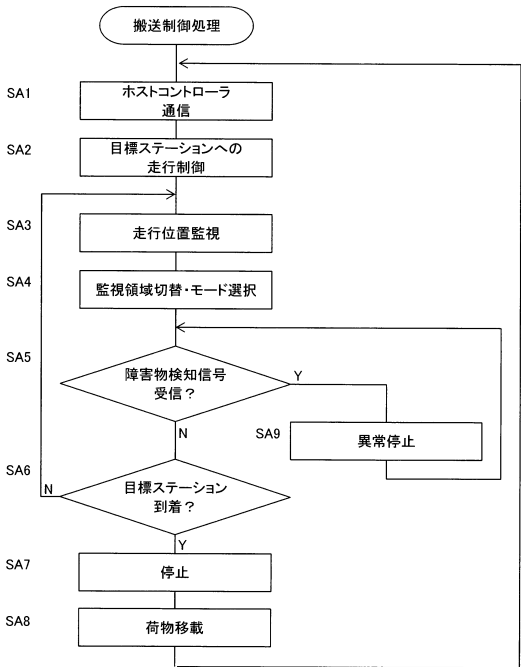 搬送制御処理
SA1
ホストコントローラ
通信
SA2
目標ステーションへの
走行制御
SA3
走行位置監視
SA4
監視領域切替・モード選択
SA5
障害物検知信号
受信？
Y
N
SA9
異常停止
SA6
目標ステーション
到着？
N
Y
SA7
停止
SA8
荷物移載